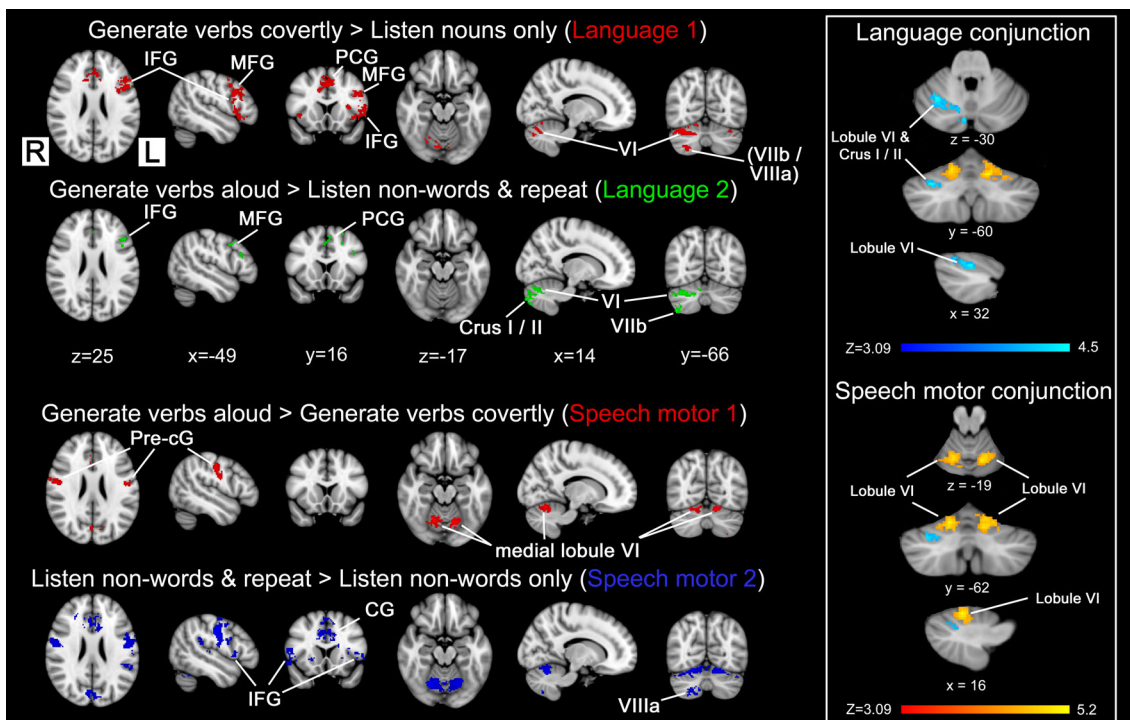 Generate verbs covertly > Listen nouns only (Language 1)
IFG
MFG
PCG
MFG
IFG
R
L
VI
(VIIb /
VIIIa)
Generate verbs aloud > Listen non-words & repeat (Language 2)
IFG
MFG
PCG
VI
Crus I / II
VIIb
z=25
x=-49
y=16
z=-17
x=14
y=-66
Generate verbs aloud > Generate verbs covertly (Speech motor 1)
Pre-cG
medial lobule VI
Listen non-words & repeat > Listen non-words only (Speech motor 2)
CG
IFG
VIIIa
Language conjunction
Lobule VI &
Crus I / II
z = -30
y = -60
Lobule VI
x = 32
Z=3.09
4.5
Speech motor conjunction
Lobule VI
Lobule VI
z = -19
y = -62
Lobule VI
x = 16
Z=3.09
5.2